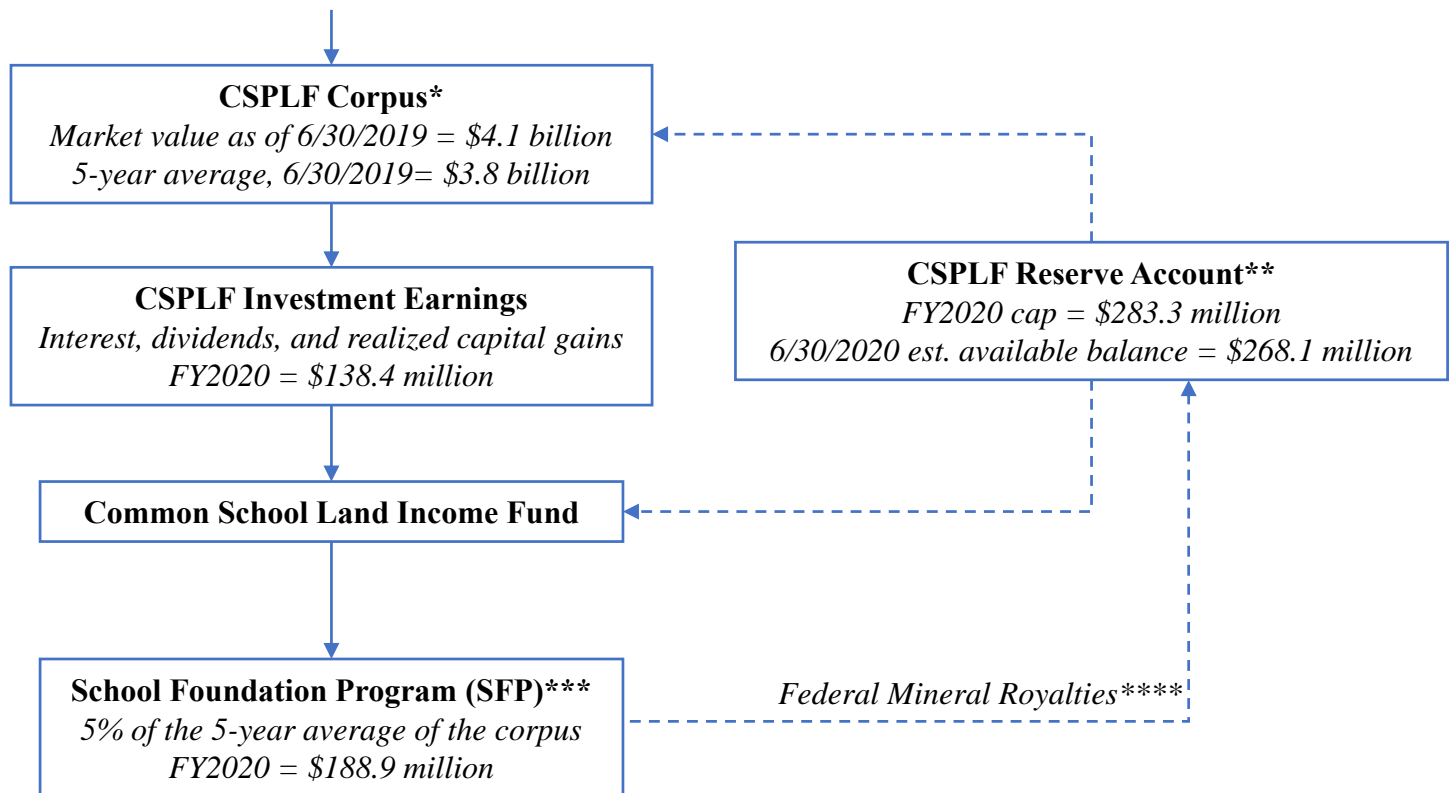 CSPLF Corpus*
Market value as of 6/30/2019 = $4.1 billion
5-year average, 6/30/2019= $3.8 billion
CSPLF Investment Earnings
Interest, dividends, and realized capital gains
FY2020 = $138.4 million
CSPLF Reserve Account**
FY2020 cap = $283.3 million
6/30/2020 est. available balance = $268.1 million
Common School Land Income Fund
School Foundation Program (SFP)***
5% of the 5-year average of the corpus
FY2020 = $188.9 million
Federal Mineral Royalties****